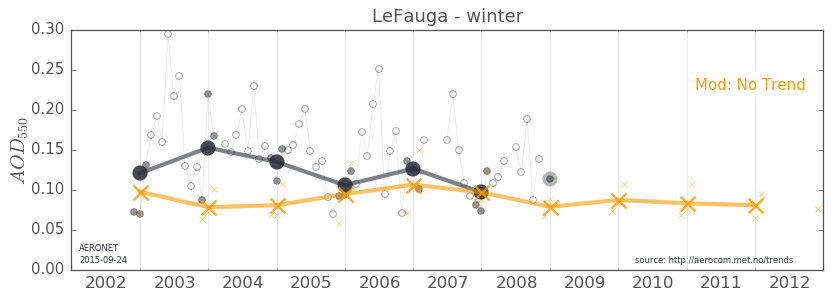 LeFauga - winter
0.30
0.25
0.20
0.15
0.10
0.05
0.00
AOD550
Mod: No Trend
AERONET
2015-09-24
source: http://aerocom.met.no/trends
2002 2003 2004 2005 2006 2007 2008 2009 2010 2011 2012